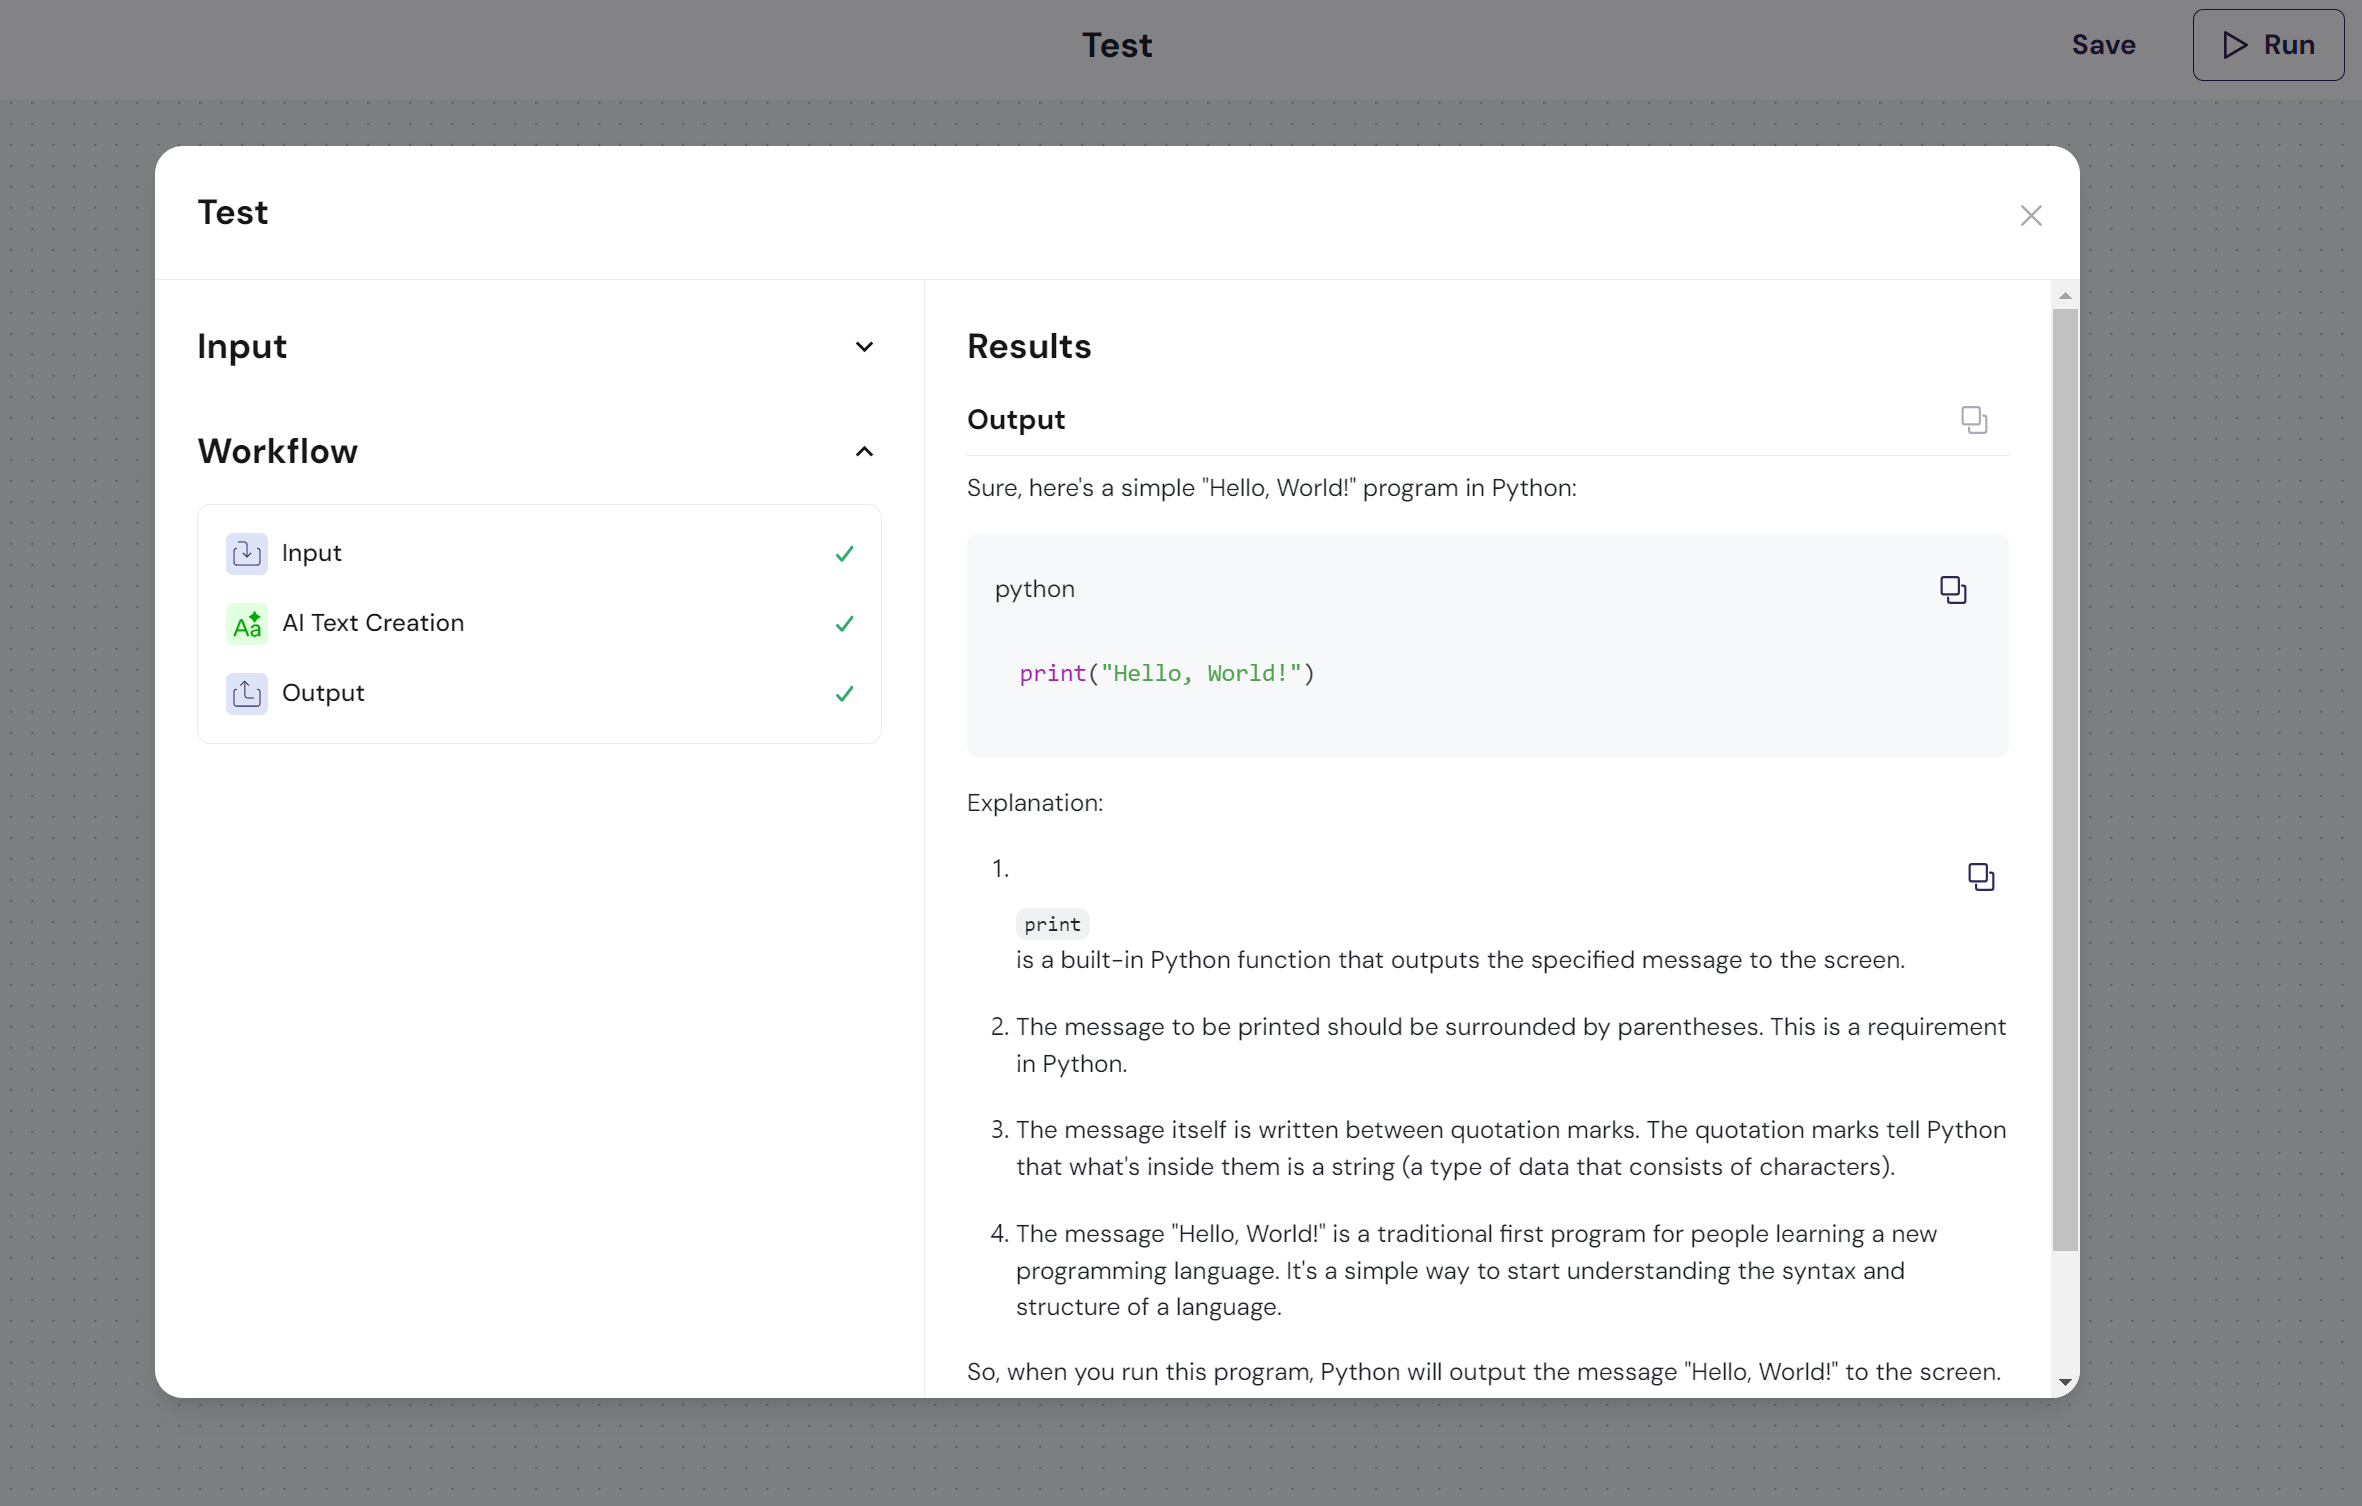 Test
Save
Run
Test
Input
Workflow
Input
Aa AI Text Creation
Output
Results
Output
Sure, here's a simple "Hello, World!" program in Python:
python
print("Hello, World!")
Explanation:
1.
print
is a built-in Python function that outputs the specified message to the screen.
2. The message to be printed should be surrounded by parentheses. This is a requirement
in Python.
3. The message itself is written between quotation marks. The quotation marks tell Python
that what's inside them is a string (a type of data that consists of characters).
4. The message "Hello, World!" is a traditional first program for people learning a new
programming language. It's a simple way to start understanding the syntax and
structure of a language.
So, when you run this program, Python will output the message "Hello, World!" to the screen.